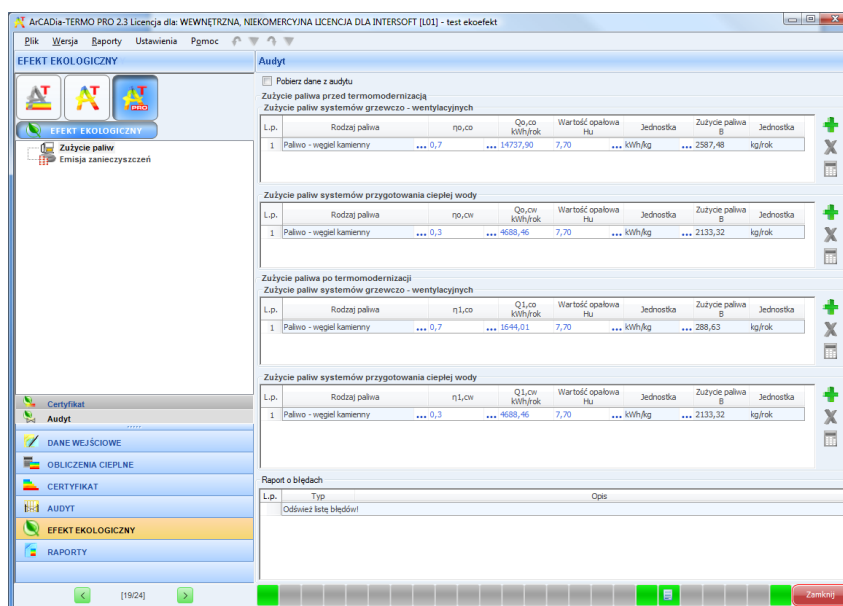 ArCADia-TERMO PRO 2.3 Licencja dla: WEWNĘTRZNA, NIEKOMERCYJNA LICENCJA DLA INTERSOFT [L01] - test ekoefekt
Plik Wersja Raporty Ustawienia Pomoc
EFEKT EKOLOGICZNY
AT
AT
AT PRO
EFEKT EKOLOGICZNY
Zużycie paliw
Emisja zanieczyszczeń
Certyfikat
Audyt
DANE WEJŚCIOWE
OBLICZENIA CIEPLNE
CERTYFIKAT
AUDYT
EFEKT EKOLOGICZNY
RAPORTY
[19/24]
Audyt
Pobierz dane z audytu
Zużycie paliwa przed termomodernizacją
Zużycie paliw systemów grzewczo - wentylacyjnych
L.p. Rodzaj paliwa ηo,co Qo,co kWh/rok Wartość opałowa Hu Jednostka Zużycie paliwa B Jednostka
1 Paliwo - węgiel kamienny ... 0,7 ... 14737,90 7,70 ... kWh/kg ... 2587,48 kg/rok
Zużycie paliw systemów przygotowania ciepłej wody
L.p. Rodzaj paliwa ηo,cw Qo,cw kWh/rok Wartość opałowa Hu Jednostka Zużycie paliwa B Jednostka
1 Paliwo - węgiel kamienny ... 0,3 ... 4688,46 7,70 ... kWh/kg ... 2133,32 kg/rok
Zużycie paliwa po termomodernizacji
Zużycie paliw systemów grzewczo - wentylacyjnych
L.p. Rodzaj paliwa η1,co Q1,co kWh/rok Wartość opałowa Hu Jednostka Zużycie paliwa B Jednostka
1 Paliwo - węgiel kamienny ... 0,7 ... 1644,01 7,70 ... kWh/kg ... 288,63 kg/rok
Zużycie paliw systemów przygotowania ciepłej wody
L.p. Rodzaj paliwa η1,cw Q1,cw kWh/rok Wartość opałowa Hu Jednostka Zużycie paliwa B Jednostka
1 Paliwo - węgiel kamienny ... 0,3 ... 4688,46 7,70 ... kWh/kg ... 2133,32 kg/rok
Raport o błędach
L.p. Typ Opis
Odśwież listę błędów!
Zamknij